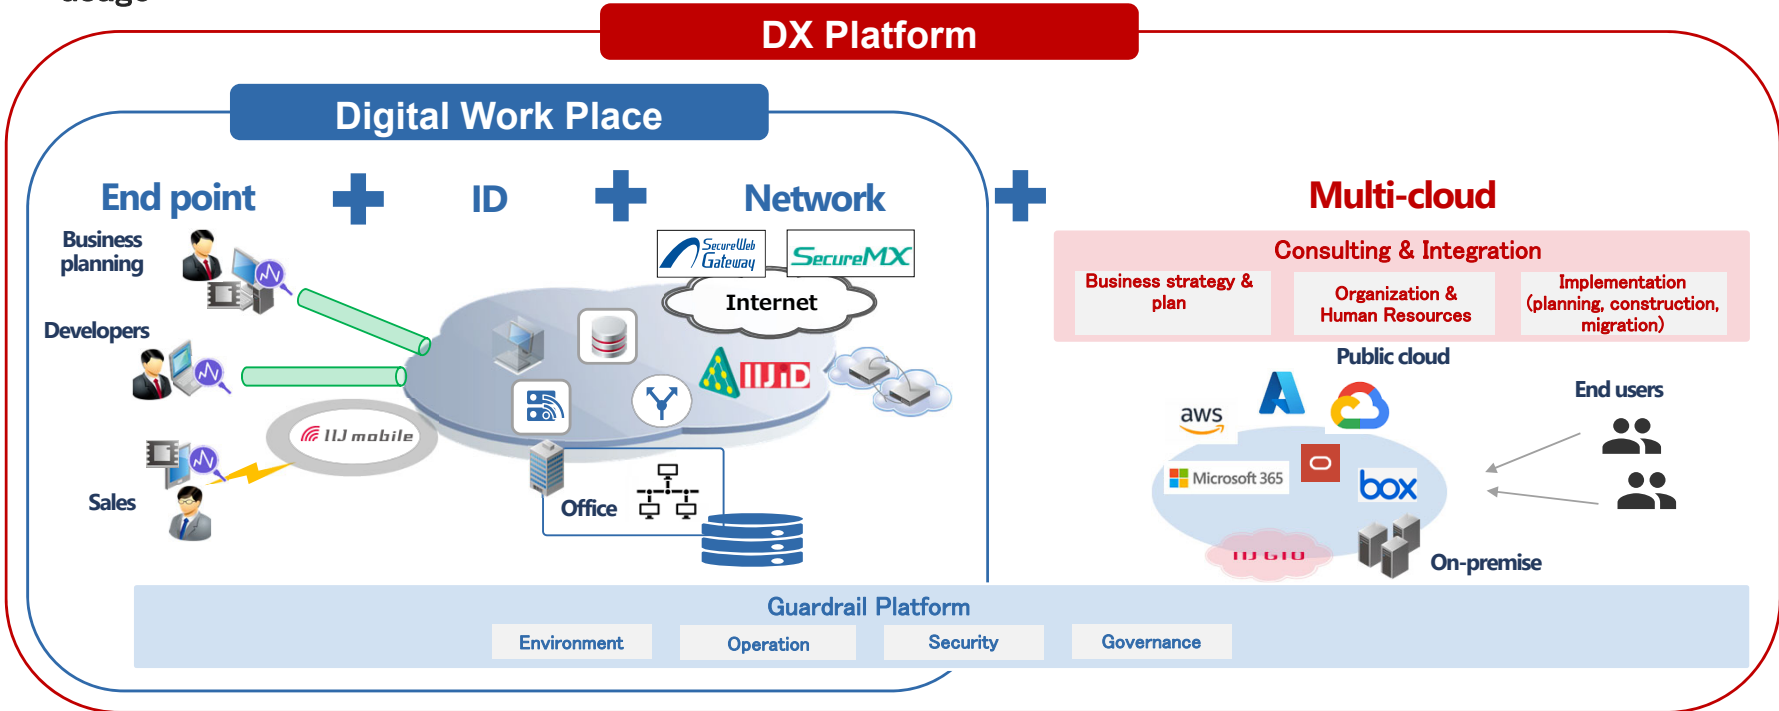 DX Platform
Digital Work Place
End point
ID
Network
Multi-cloud
Business
planning
Developers
Sales
IIJ mobile
SecureWeb
Gateway
SecureMX
Internet
IIJiD
Office
Consulting & Integration
Business strategy &
plan
Organization &
Human Resources
Implementation
(planning, construction,
migration)
Public cloud
aws
Microsoft 365
box
End users
On-premise
Guardrail Platform
Environment
Operation
Security
Governance